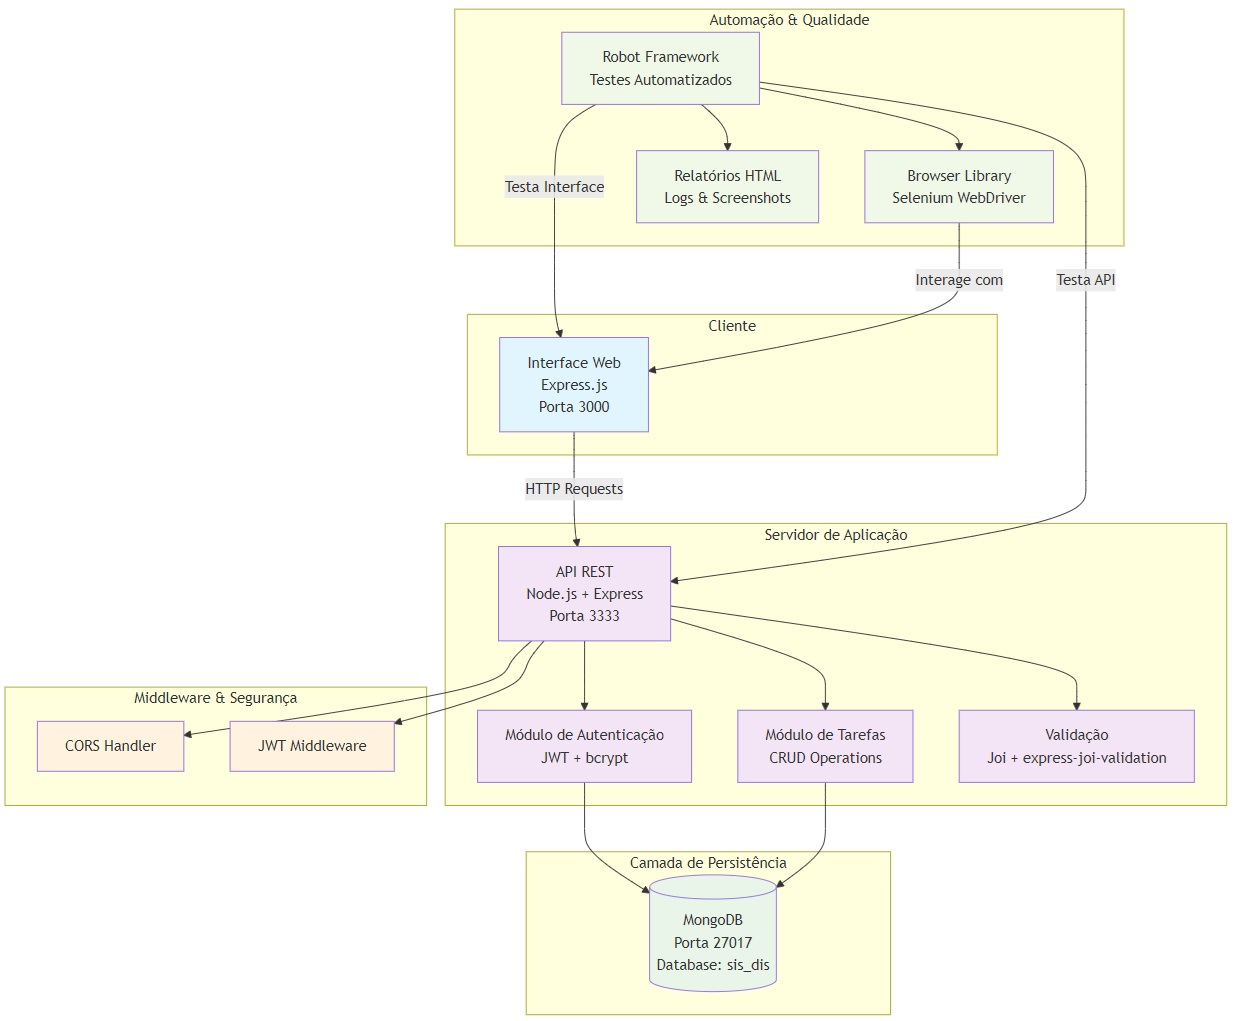 Automação & Qualidade
Robot Framework
Testes Automatizados
Testa Interface
Relatórios HTML
Logs & Screenshots
Browser Library
Selenium WebDriver
Interage com
Testa API
Cliente
Interface Web
Express.js
Porta 3000
HTTP Requests
Servidor de Aplicação
API REST
Node.js + Express
Porta 3333
Middleware & Segurança
CORS Handler
JWT Middleware
Módulo de Autenticação
JWT + bcrypt
Módulo de Tarefas
CRUD Operations
Validação
Joi + express-joi-validation
Camada de Persistência
MongoDB
Porta 27017
Database: sis_dis